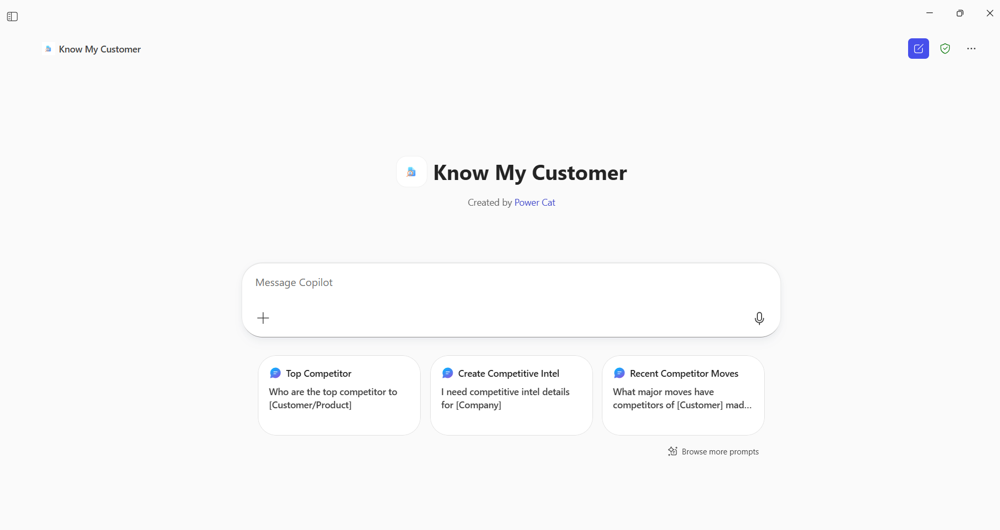 Know My Customer
Know My Customer
Created by Power Cat
Message Copilot
Top Competitor
Who are the top competitor to
[Customer/Product]
Create Competitive Intel
I need competitive intel details
for [Company]
Recent Competitor Moves
What major moves have
competitors of [Customer] mad...
Browse more prompts